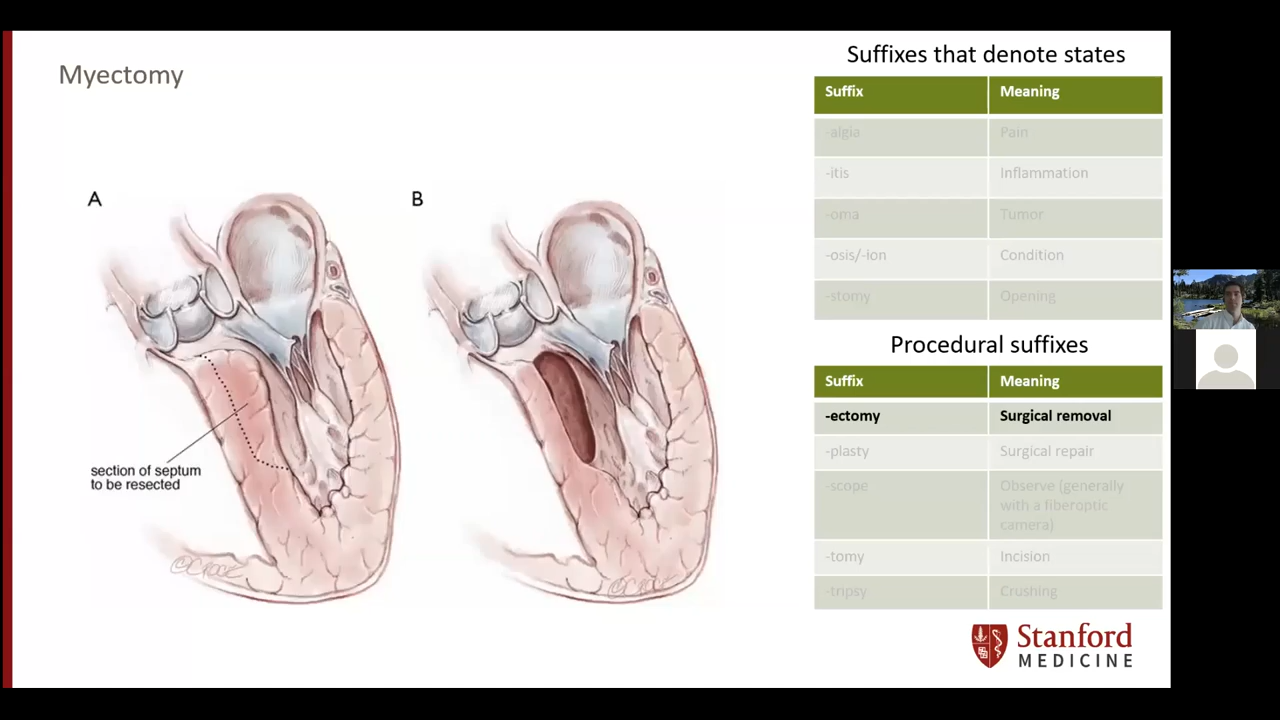 Myectomy
A
B
section of septum
to be resected
Suffixes that denote states
Suffix Meaning
-algia Pain
-itis Inflammation
-oma Tumor
-osis/-ion Condition
-stomy Opening
Procedural suffixes
Suffix Meaning
-ectomy Surgical removal
-plasty Surgical repair
-scope Observe (generally
with a fiberoptic
camera)
-tomy Incision
-tripsy Crushing
Stanford
MEDICINE